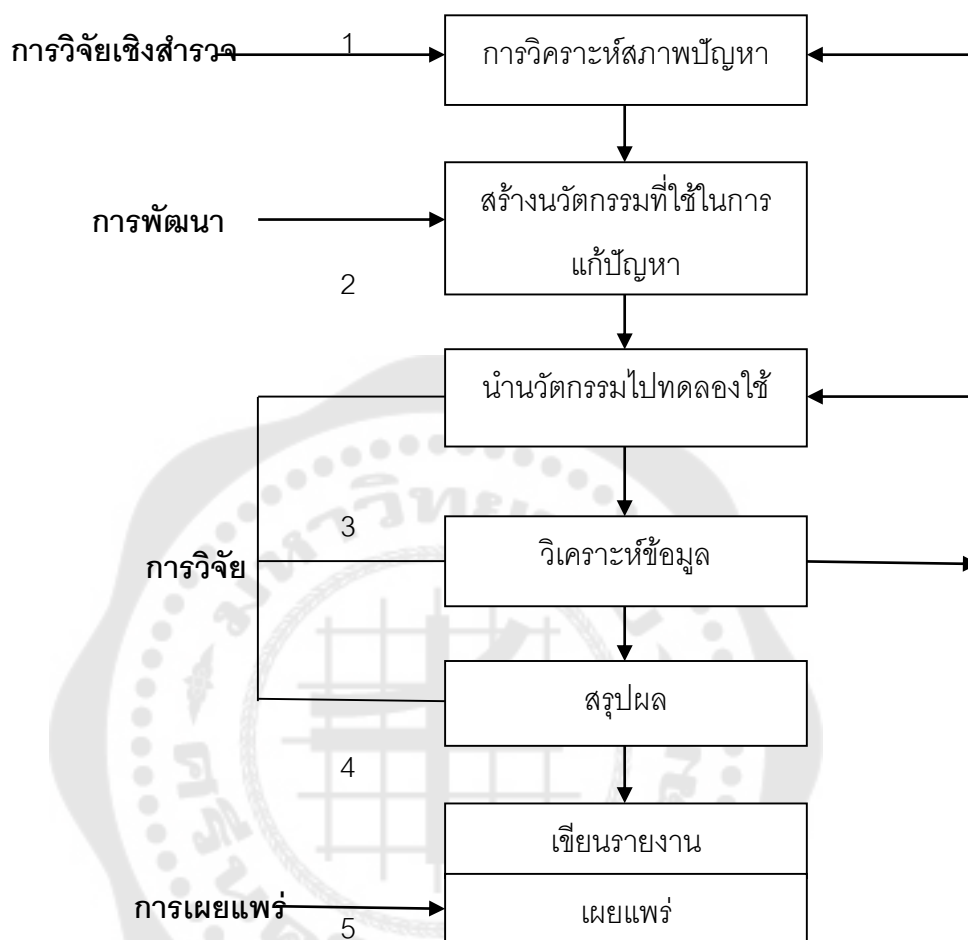 การวิจัยเชิงสำรวจ
1
การวิคราะห์สภาพปัญหา
การพัฒนา
สร้างนวัตกรรมที่ใช้ในการ
แก้ปัญหา
2
นำนวัตกรรมไปทดลองใช้
3
การวิจัย
วิเคราะห์ข้อมูล
สรุปผล
4
เขียนรายงาน
การเผยแพร่
เผยแพร่
5